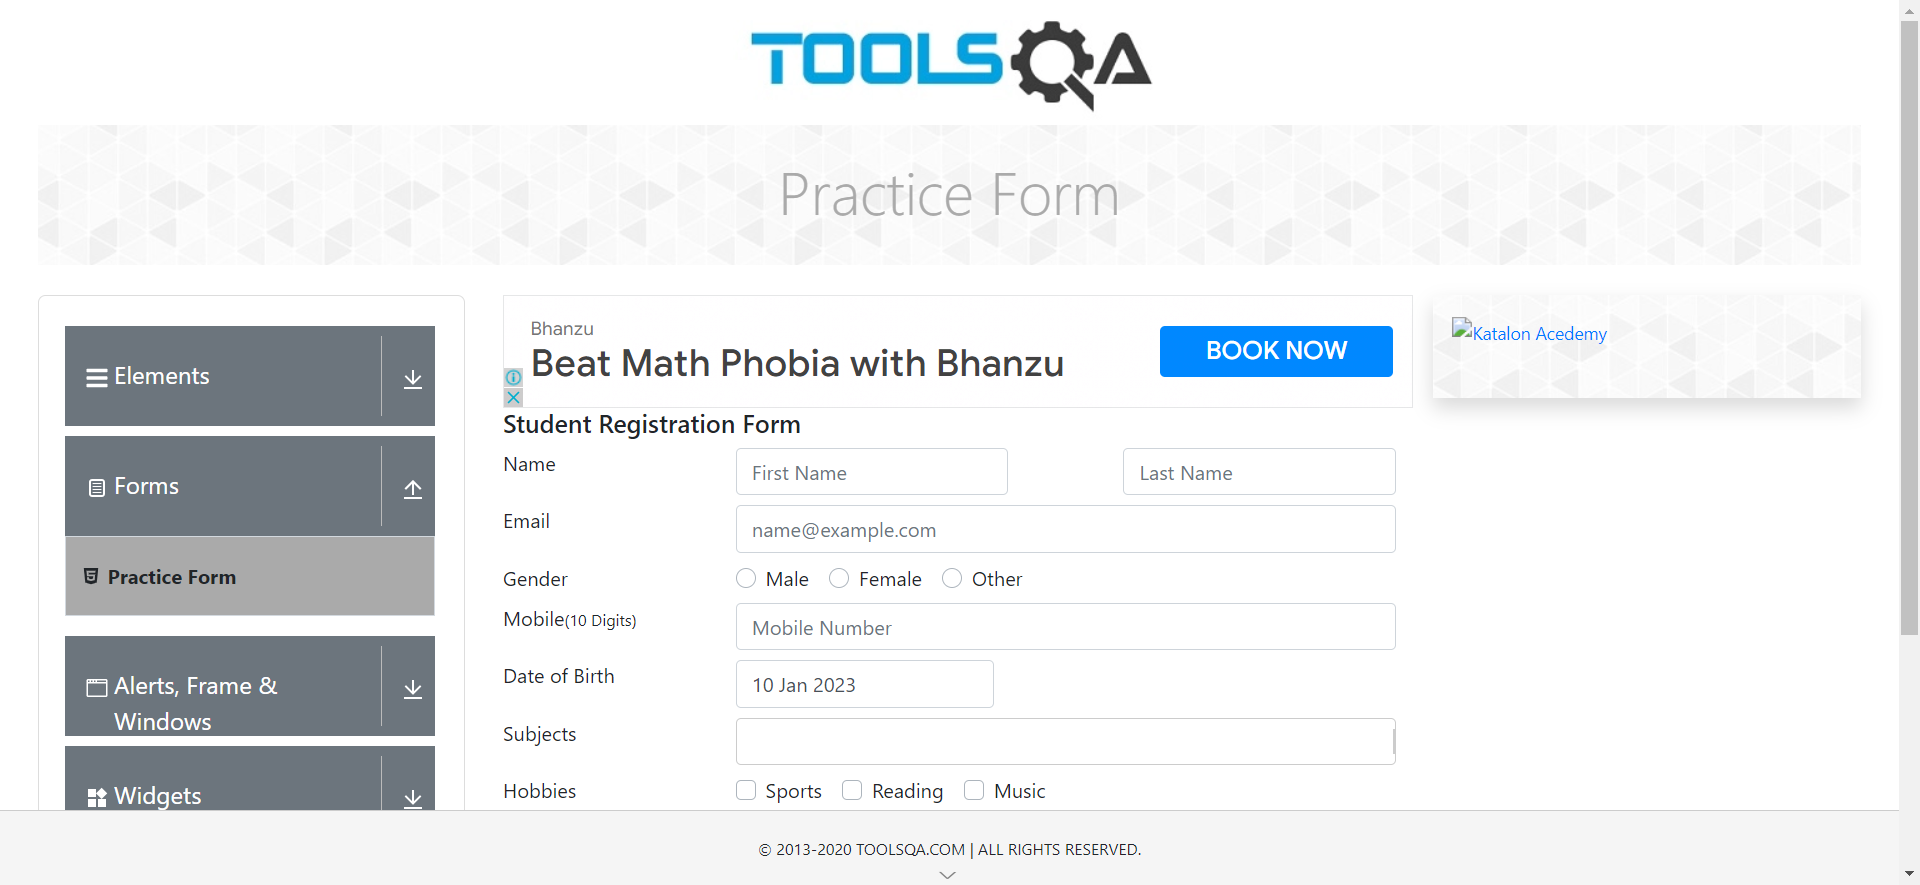 TOOLSQA
Practice Form
Elements
Forms
Practice Form
Alerts, Frame &
Windows
Widgets
Bhanzu
Beat Math Phobia with Bhanzu
BOOK NOW
Katalon Acedemy
Student Registration Form
Name First Name Last Name
Email name@example.com
Gender Male Female Other
Mobile(10 Digits) Mobile Number
Date of Birth 10 Jan 2023
Subjects
Hobbies Sports Reading Music
© 2013-2020 TOOLSQA.COM | ALL RIGHTS RESERVED.